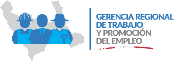 GERENCIA REGIONAL
DE TRABAJO
Y PROMOCIÓN
DEL EMPLEO